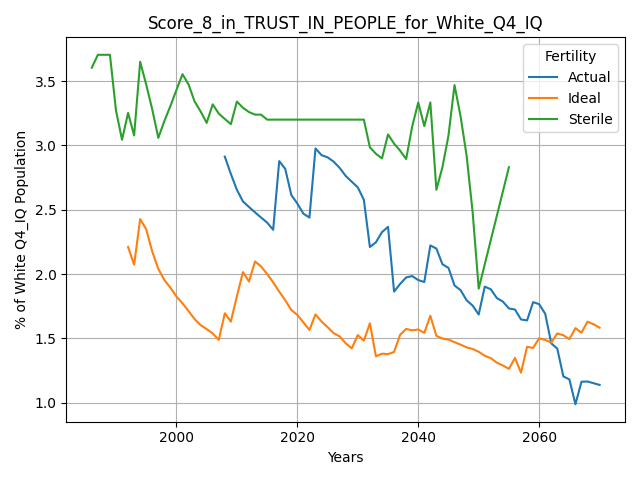 Score_8_in_TRUST_IN_PEOPLE_for_White_Q4_IQ
Fertility
Actual
Ideal
Sterile
% of White Q4_IQ Population
3.5
3.0
2.5
2.0
1.5
1.0
2000
2020
2040
2060
Years